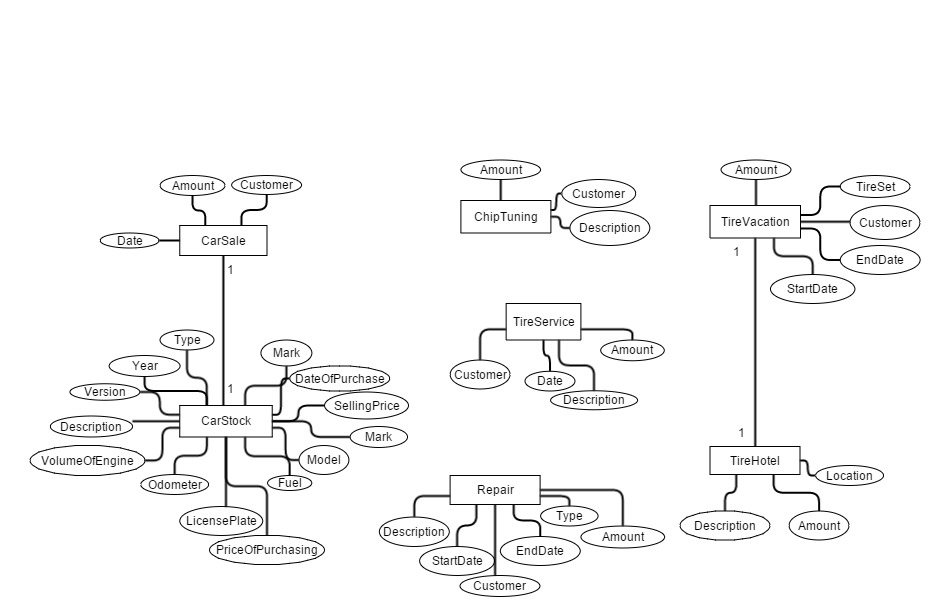 Amount
Customer
Date
CarSale
1
1
Type
Mark
Year
DateOfPurchase
Version
SellingPrice
CarStock
Description
Mark
VolumeOfEngine
Model
Odometer
Fuel
LicensePlate
PriceOfPurchasing
Amount
Customer
ChipTuning
Description
TireService
Amount
Customer
Date
Description
Repair
Type
Description
Amount
EndDate
StartDate
Customer
Amount
TireSet
TireVacation
Customer
1
EndDate
StartDate
1
TireHotel
Location
Description
Amount